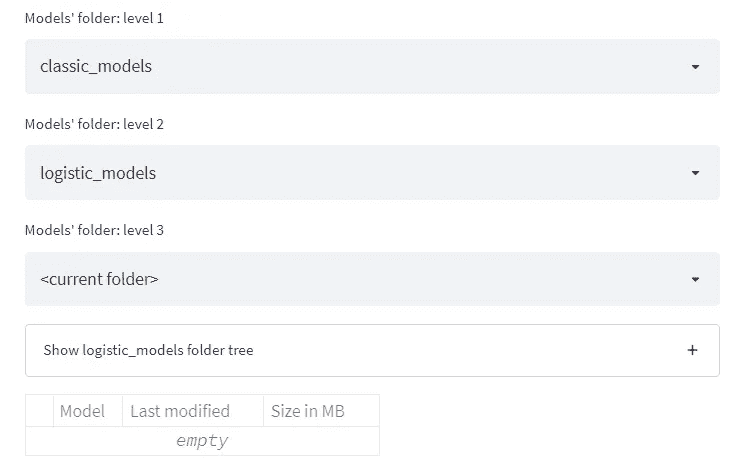 Models' folder: level 1
classic_models
Models' folder: level 2
logistic_models
Models' folder: level 3
<current folder>
Show logistic_models folder tree +
Model Last modified Size in MB
empty